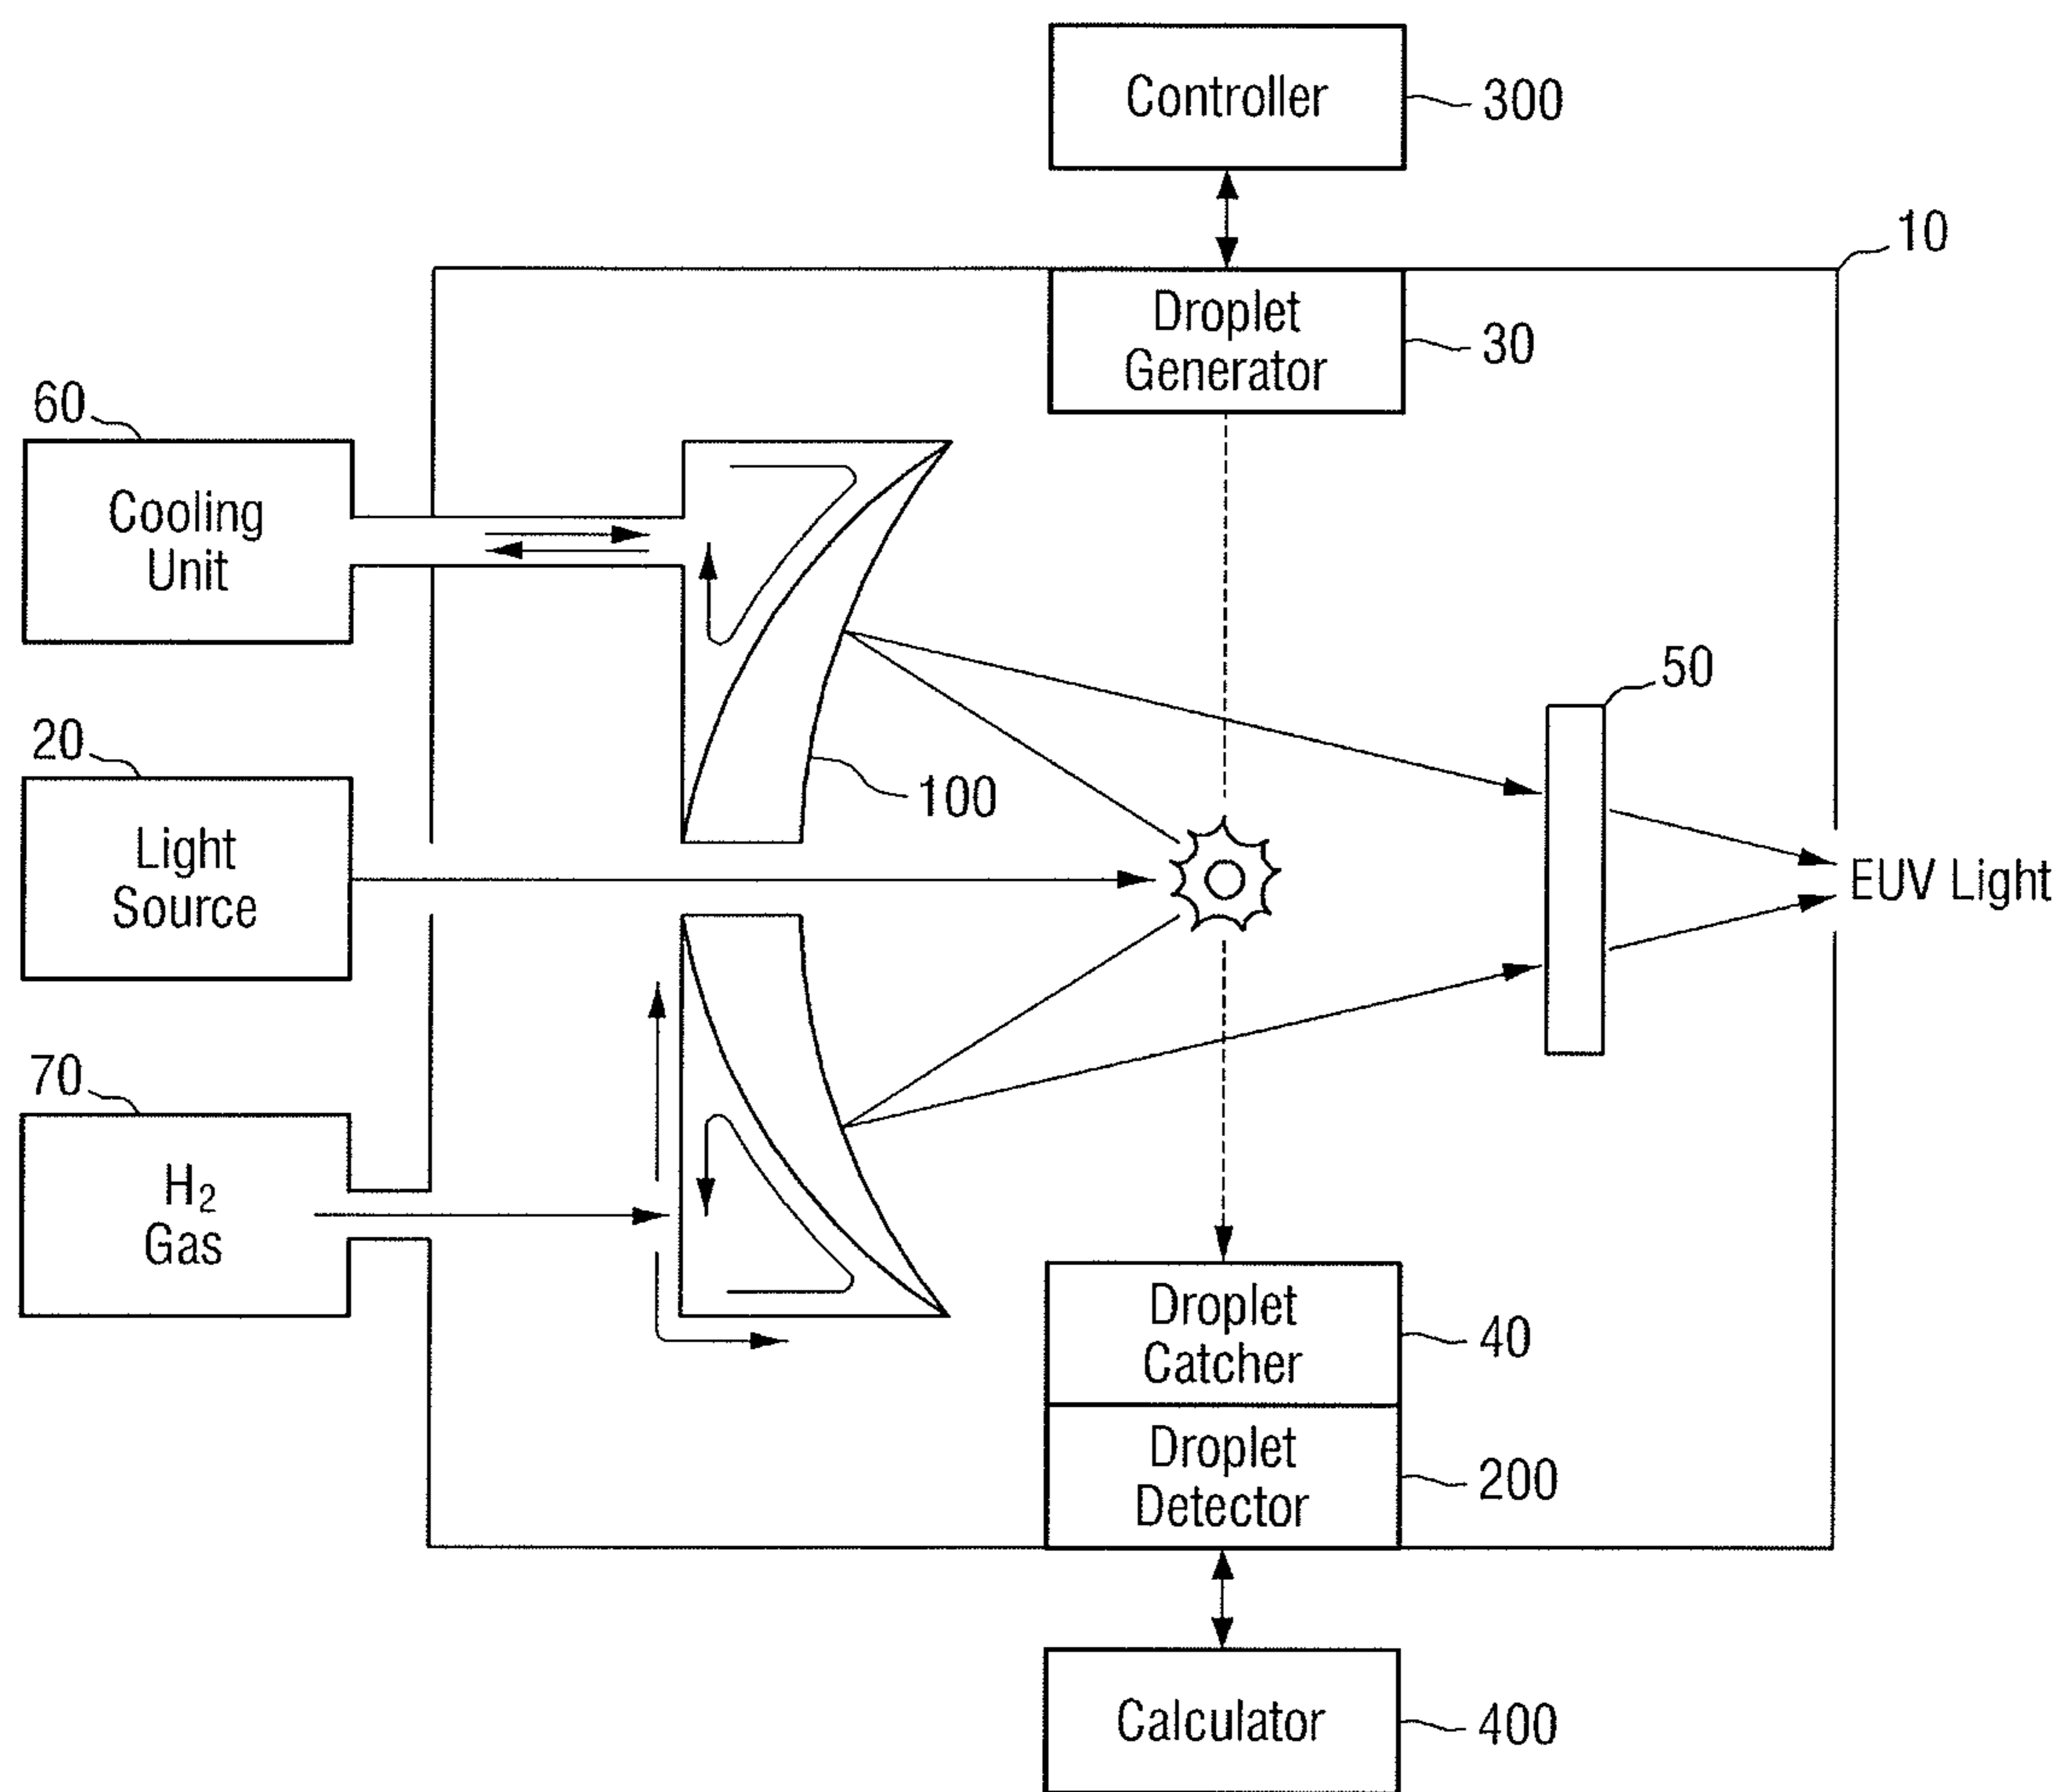 Controller
300
10
Droplet
Generator
30
60
Cooling
Unit
50
20
Light
Source
100
EUV Light
70
H₂
Gas
Droplet
Catcher
40
Droplet
Detector
200
Calculator
400